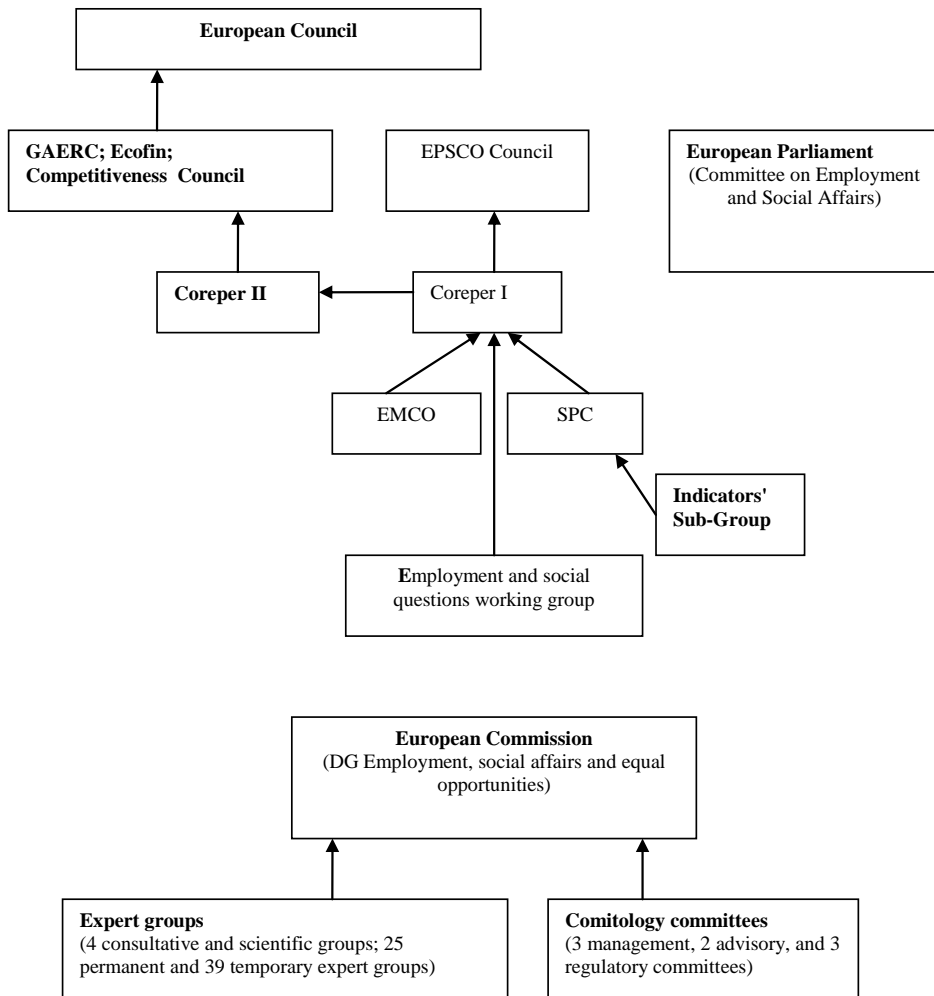 European Council
GAERC; Ecofin;
Competitiveness Council
EPSCO Council
European Parliament
(Committee on Employment
and Social Affairs)
Coreper II
Coreper I
EMCO
SPC
Indicators'
Sub-Group
Employment and social
questions working group
European Commission
(DG Employment, social affairs and equal
opportunities)
Expert groups
(4 consultative and scientific groups; 25
permanent and 39 temporary expert groups)
Comitology committees
(3 management, 2 advisory, and 3
regulatory committees)